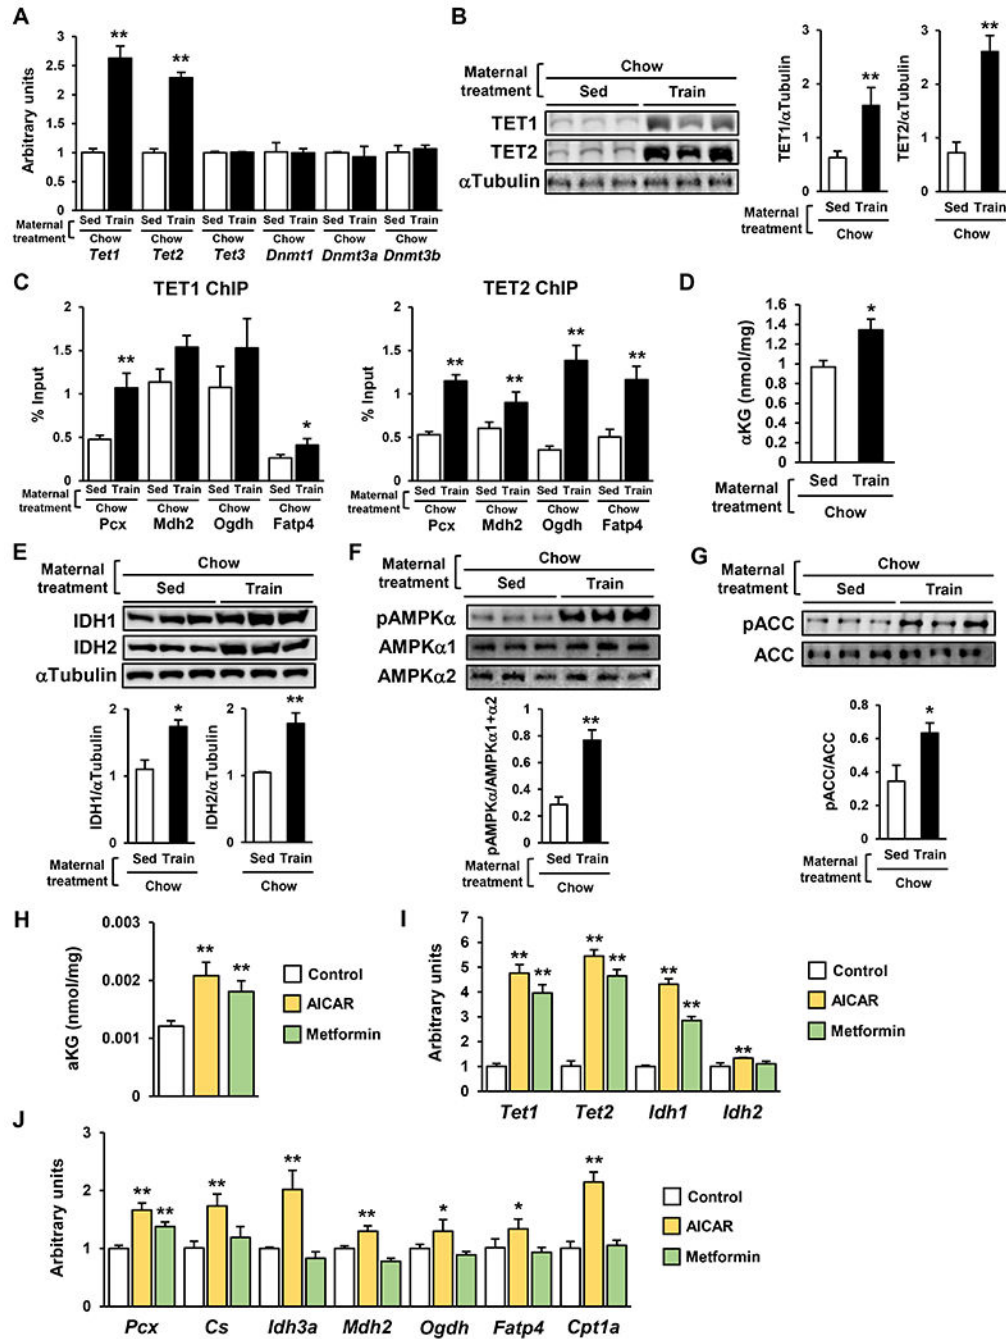 A
Arbitrary units
3
2.5
2
1.5
1
0.5
0
** **
Maternal treatment
Sed Train Sed Train Sed Train Sed Train Sed Train Sed Train
Chow Chow Chow Chow Chow Chow
Tet1 Tet2 Tet3 Dnmt1 Dnmt3a Dnmt3b
B
Maternal treatment
Chow
Sed Train
TET1
TET2
αTubulin
TET1/αTubulin
3
2
1
0
**
Sed Train
Chow
TET2/αTubulin
3
2
1
0
**
Sed Train
Chow
Maternal treatment
C
TET1 ChIP
% Input
2
1.5
1
0.5
0
** *
Maternal treatment
Sed Train Sed Train Sed Train Sed Train
Chow Chow Chow Chow
Pcx Mdh2 Ogdh Fatp4
TET2 ChIP
% Input
2
1.5
1
0.5
0
** ** ** **
Maternal treatment
Sed Train Sed Train Sed Train Sed Train
Chow Chow Chow Chow
Pcx Mdh2 Ogdh Fatp4
D
αKG (nmol/mg)
1.6
1.4
1.2
1
0.8
0.6
0.4
0.2
0
*
Maternal treatment
Sed Train
Chow
E
Maternal treatment
Chow
Sed Train
IDH1
IDH2
αTubulin
IDH1/αTubulin
2
1
0
*
Sed Train
Chow
IDH2/αTubulin
2
1
0
**
Sed Train
Chow
Maternal treatment
F
Maternal treatment
Chow
Sed Train
pAMPKα
AMPKα1
AMPKα2
pAMPKα/AMPKα1+α2
1
0.8
0.6
0.4
0.2
0
**
Maternal treatment
Sed Train
Chow
G
Maternal treatment
Chow
Sed Train
pACC
ACC
pACC/ACC
0.8
0.6
0.4
0.2
0
*
Maternal treatment
Sed Train
Chow
H
aKG (nmol/mg)
0.003
0.002
0.001
0
** **
Control
AICAR
Metformin
I
Arbitrary units
7
6
5
4
3
2
1
0
** ** ** ** ** ** **
Tet1 Tet2 Idh1 Idh2
Control
AICAR
Metformin
J
Arbitrary units
3
2
1
0
** ** ** ** ** * * **
Pcx Cs Idh3a Mdh2 Ogdh Fatp4 Cpt1a
Control
AICAR
Metformin